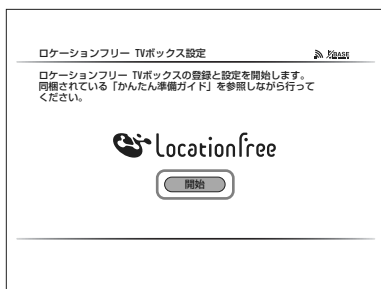 ロケーションフリー TVボックス設定
BASE
ロケーションフリー TVボックスの登録と設定を開始します。
同梱されている「かんたん準備ガイド」を参照しながら行って
ください。
LocationFree
開始